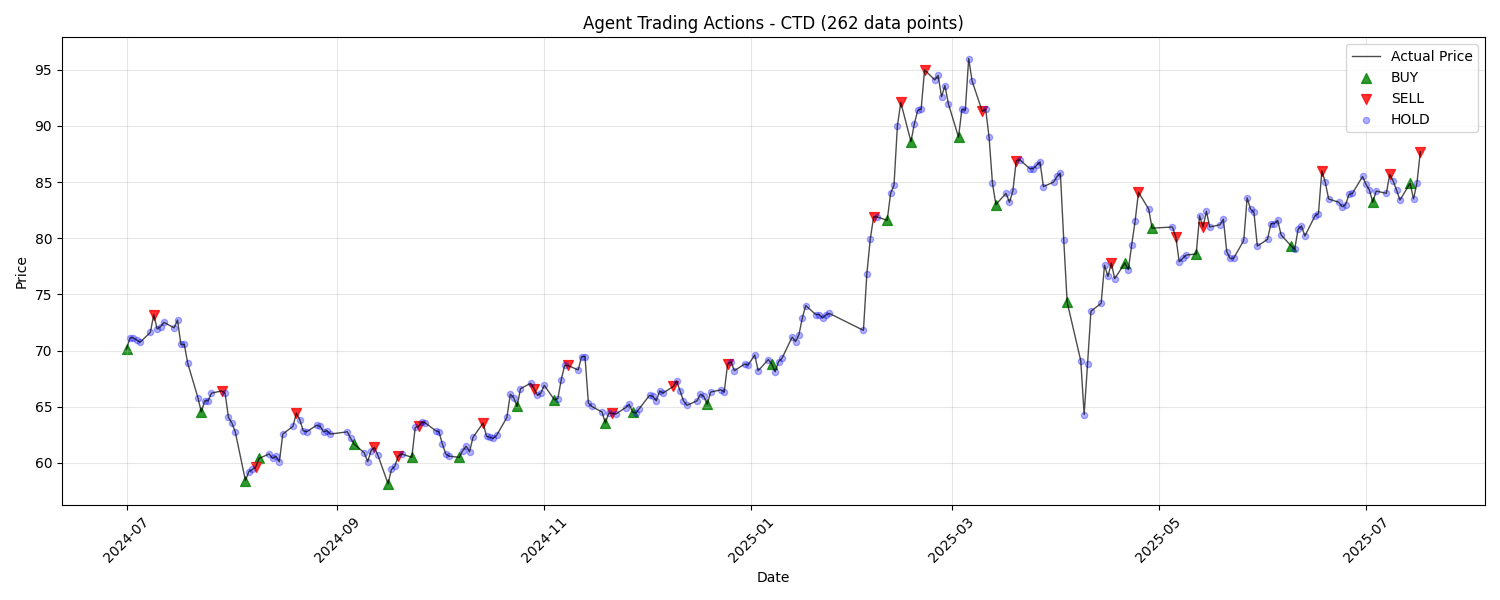 Agent Trading Actions - CTD (262 data points)
Actual Price
BUY
SELL
HOLD
Price
95
90
85
80
75
70
65
60
2024-07
2024-09
2024-11
2025-01
2025-03
2025-05
2025-07
Date